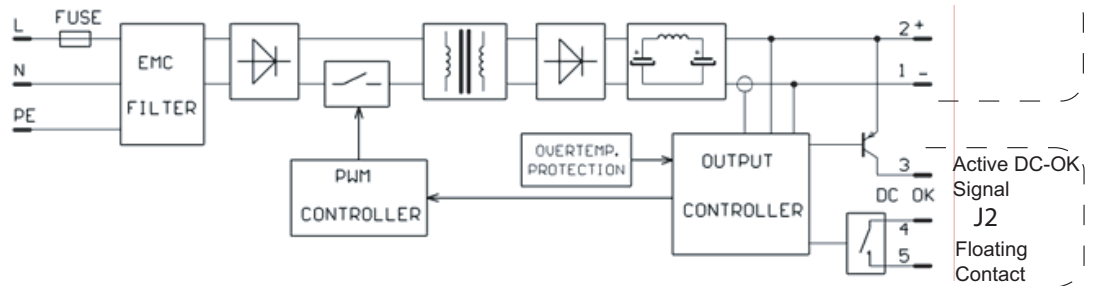 FUSE
L
N
PE
EMC
FILTER
PWM
CONTROLLER
OVERTEMP.
PROTECTION
OUTPUT
CONTROLLER
2 +
1 -
3
DC OK
4
5
Active DC-OK
Signal
J2
Floating
Contact